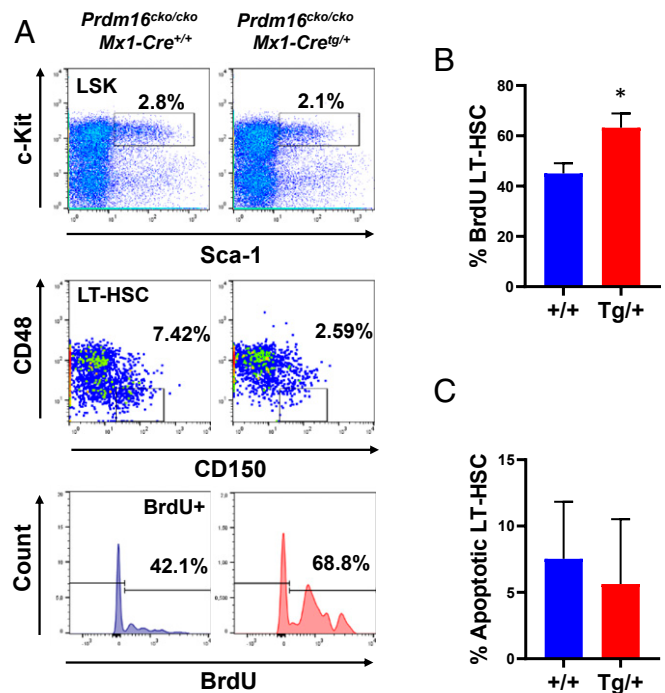 A
Prdm16cko/cko
Mx1-Cre+/+
Prdm16cko/cko
Mx1-Cretg/+
LSK
2.8%
2.1%
c-Kit
Sca-1
LT-HSC
7.42%
2.59%
CD48
CD150
BrdU+
42.1%
68.8%
Count
BrdU
B
% BrdU LT-HSC
80
60
40
20
0
*
+/+ Tg/+
C
% Apoptotic LT-HSC
15
10
5
0
+/+ Tg/+